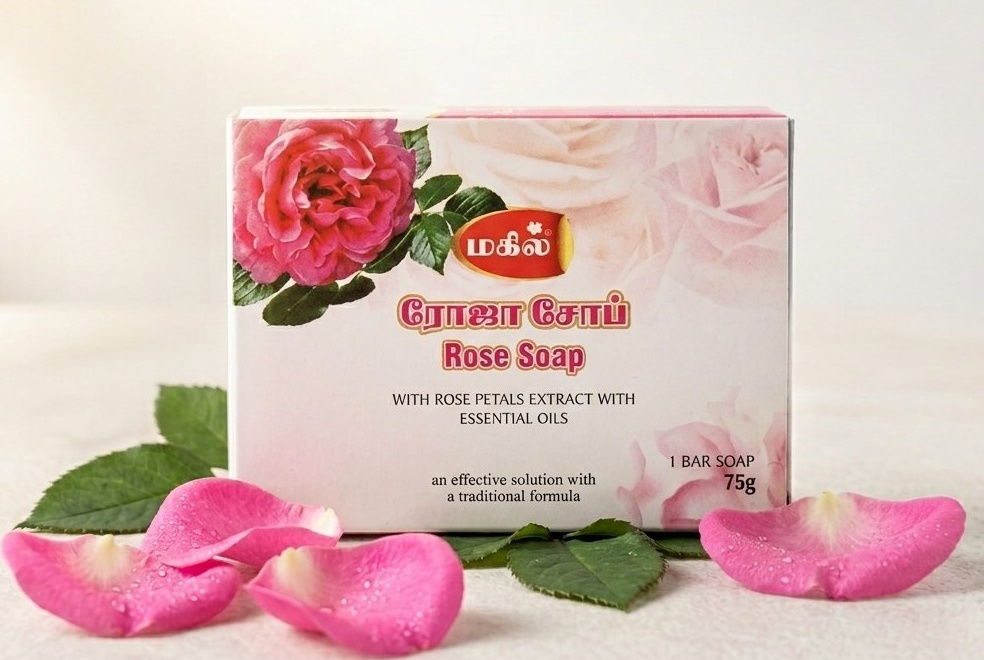 மகில்®
ரோஜா சோப்
Rose Soap
WITH ROSE PETALS EXTRACT WITH
ESSENTIAL OILS
an effective solution with
a traditional formula
1 BAR SOAP
75g